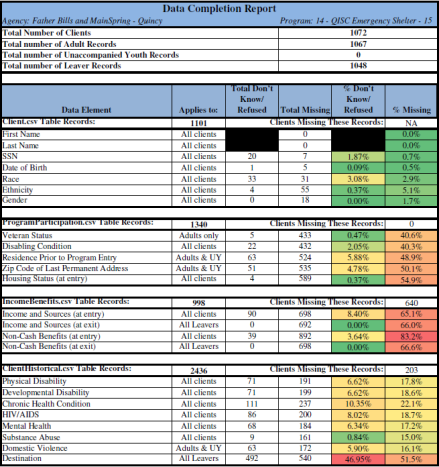 Data Completion Report
Agency: Father Bills and MainSpring - Quincy Program: 14 - QISC Emergency Shelter - 15
Total Number of Clients 1072
Total number of Adult Records 1067
Total number of Unaccompanied Youth Records 0
Total number of Leaver Records 1048
Data Element Applies to: Total Don't Know/ Refused Total Missing % Don't Know/ Refused % Missing
Client.csv Table Records: 1101 Clients Missing These Records: NA
First Name All clients 0 0.0%
Last Name All clients 0 0.0%
SSN All clients 20 7 1.87% 0.7%
Date of Birth All clients 1 5 0.09% 0.5%
Race All clients 33 31 3.08% 2.9%
Ethnicity All clients 4 55 0.37% 5.1%
Gender All clients 0 18 0.00% 1.7%
ProgramParticipation.csv Table Records: 1340 Clients Missing These Records: 0
Veteran Status Adults only 5 433 0.47% 40.6%
Disabling Condition All clients 22 432 2.05% 40.3%
Residence Prior to Program Entry Adults & UY 63 524 5.88% 48.9%
Zip Code of Last Permanent Address Adults & UY 51 535 4.78% 50.1%
Housing Status (at entry) All clients 4 589 0.37% 54.9%
IncomeBenefits.csv Table Records: 998 Clients Missing These Records: 640
Income and Sources (at entry) All clients 90 698 8.40% 65.1%
Income and Sources (at exit) All Leavers 0 692 0.00% 66.0%
Non-Cash Benefits (at entry) All clients 39 892 3.64% 83.2%
Non-Cash Benefits (at exit) All Leavers 0 698 0.00% 66.6%
ClientHistorical.csv Table Records: 2436 Clients Missing These Records: 203
Physical Disability All clients 71 191 6.62% 17.8%
Developmental Disability All clients 71 199 6.62% 18.6%
Chronic Health Condition All clients 111 237 10.35% 22.1%
HIV/AIDS All clients 86 200 8.02% 18.7%
Mental Health All clients 68 184 6.34% 17.2%
Substance Abuse All clients 9 161 0.84% 15.0%
Domestic Violence Adults & UY 63 172 5.90% 16.1%
Destination All Leavers 492 540 46.95% 51.5%